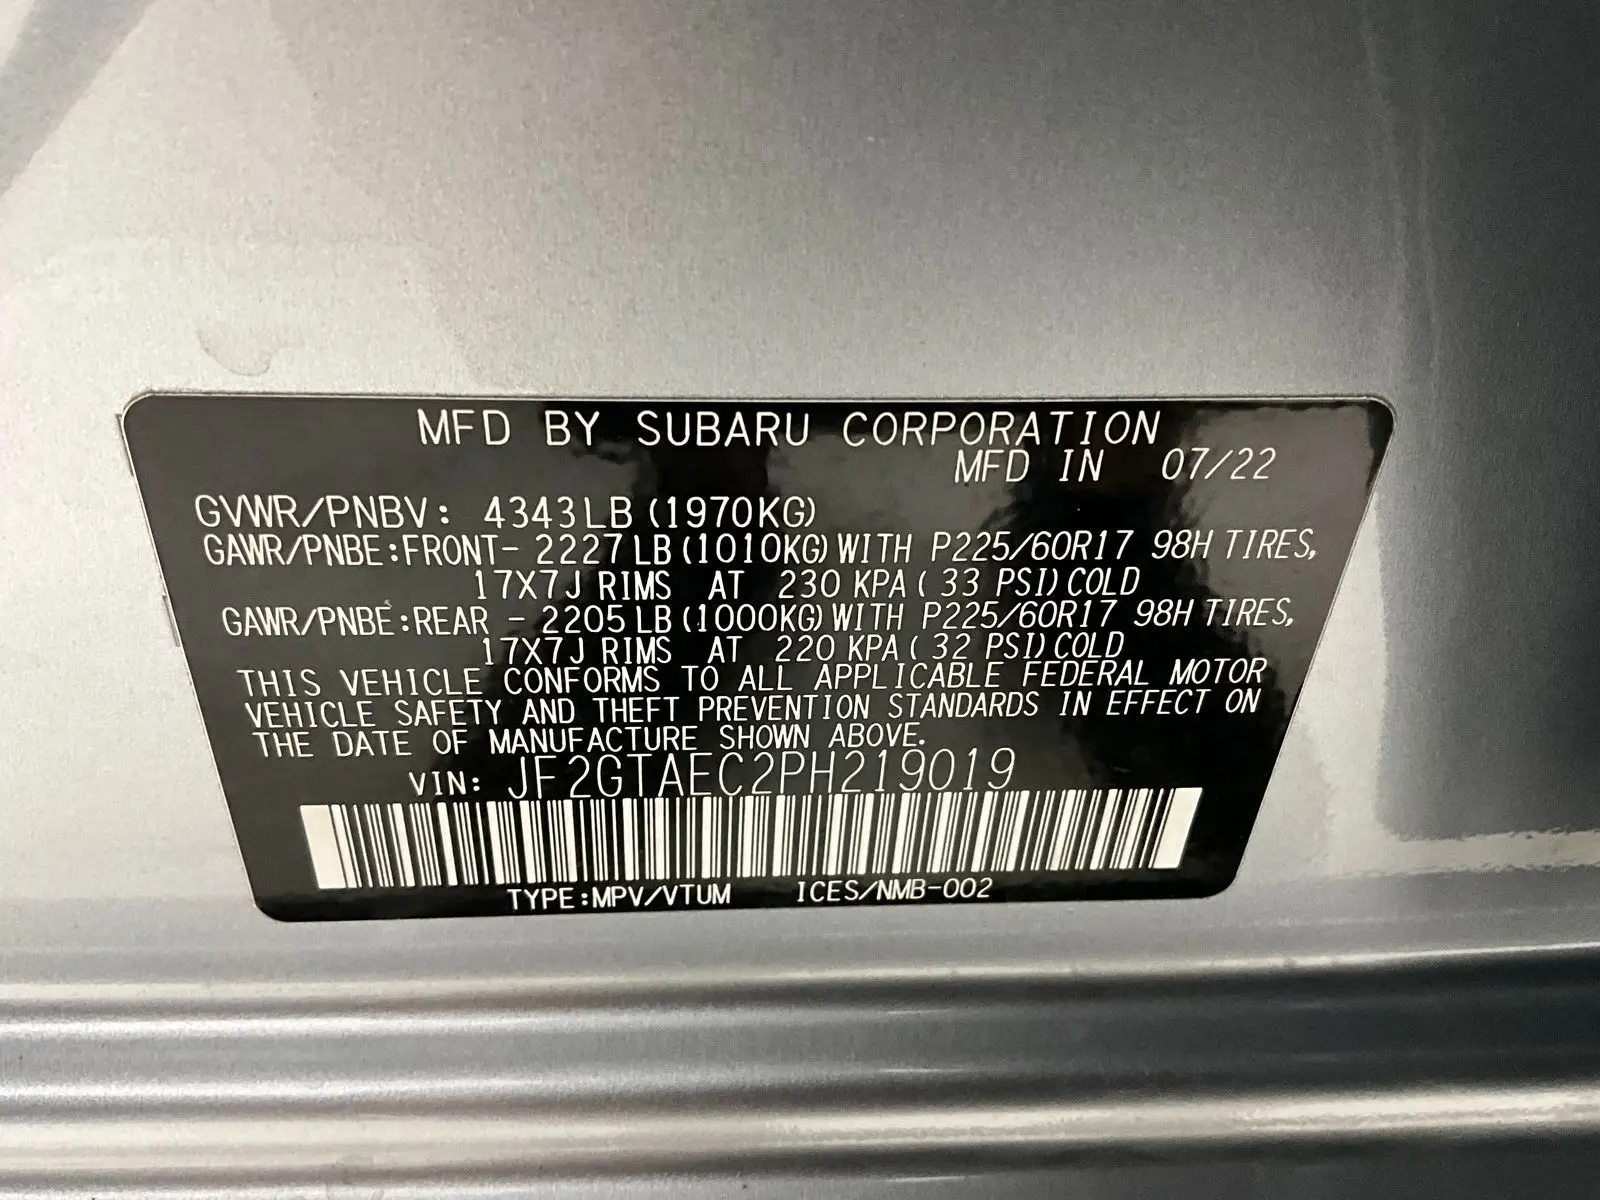 MFD BY SUBARU CORPORATION
MFD IN 07/22
GVWR/PNBV: 4343LB (1970KG)
GAWR/PNBE:FRONT- 2227LB (1010KG) WITH P225/60R17 98H TIRES,
17X7J RIMS AT 230 KPA ( 33 PSI) COLD
GAWR/PNBE:REAR - 2205LB (1000KG) WITH P225/60R17 98H TIRES,
17X7J RIMS AT 220 KPA ( 32 PSI) COLD
THIS VEHICLE CONFORMS TO ALL APPLICABLE FEDERAL MOTOR
VEHICLE SAFETY AND THEFT PREVENTION STANDARDS IN EFFECT ON
THE DATE OF MANUFACTURE SHOWN ABOVE.
VIN: JF2GTAEC2PH219019
TYPE:MPV/VTUM ICES/NMB-002